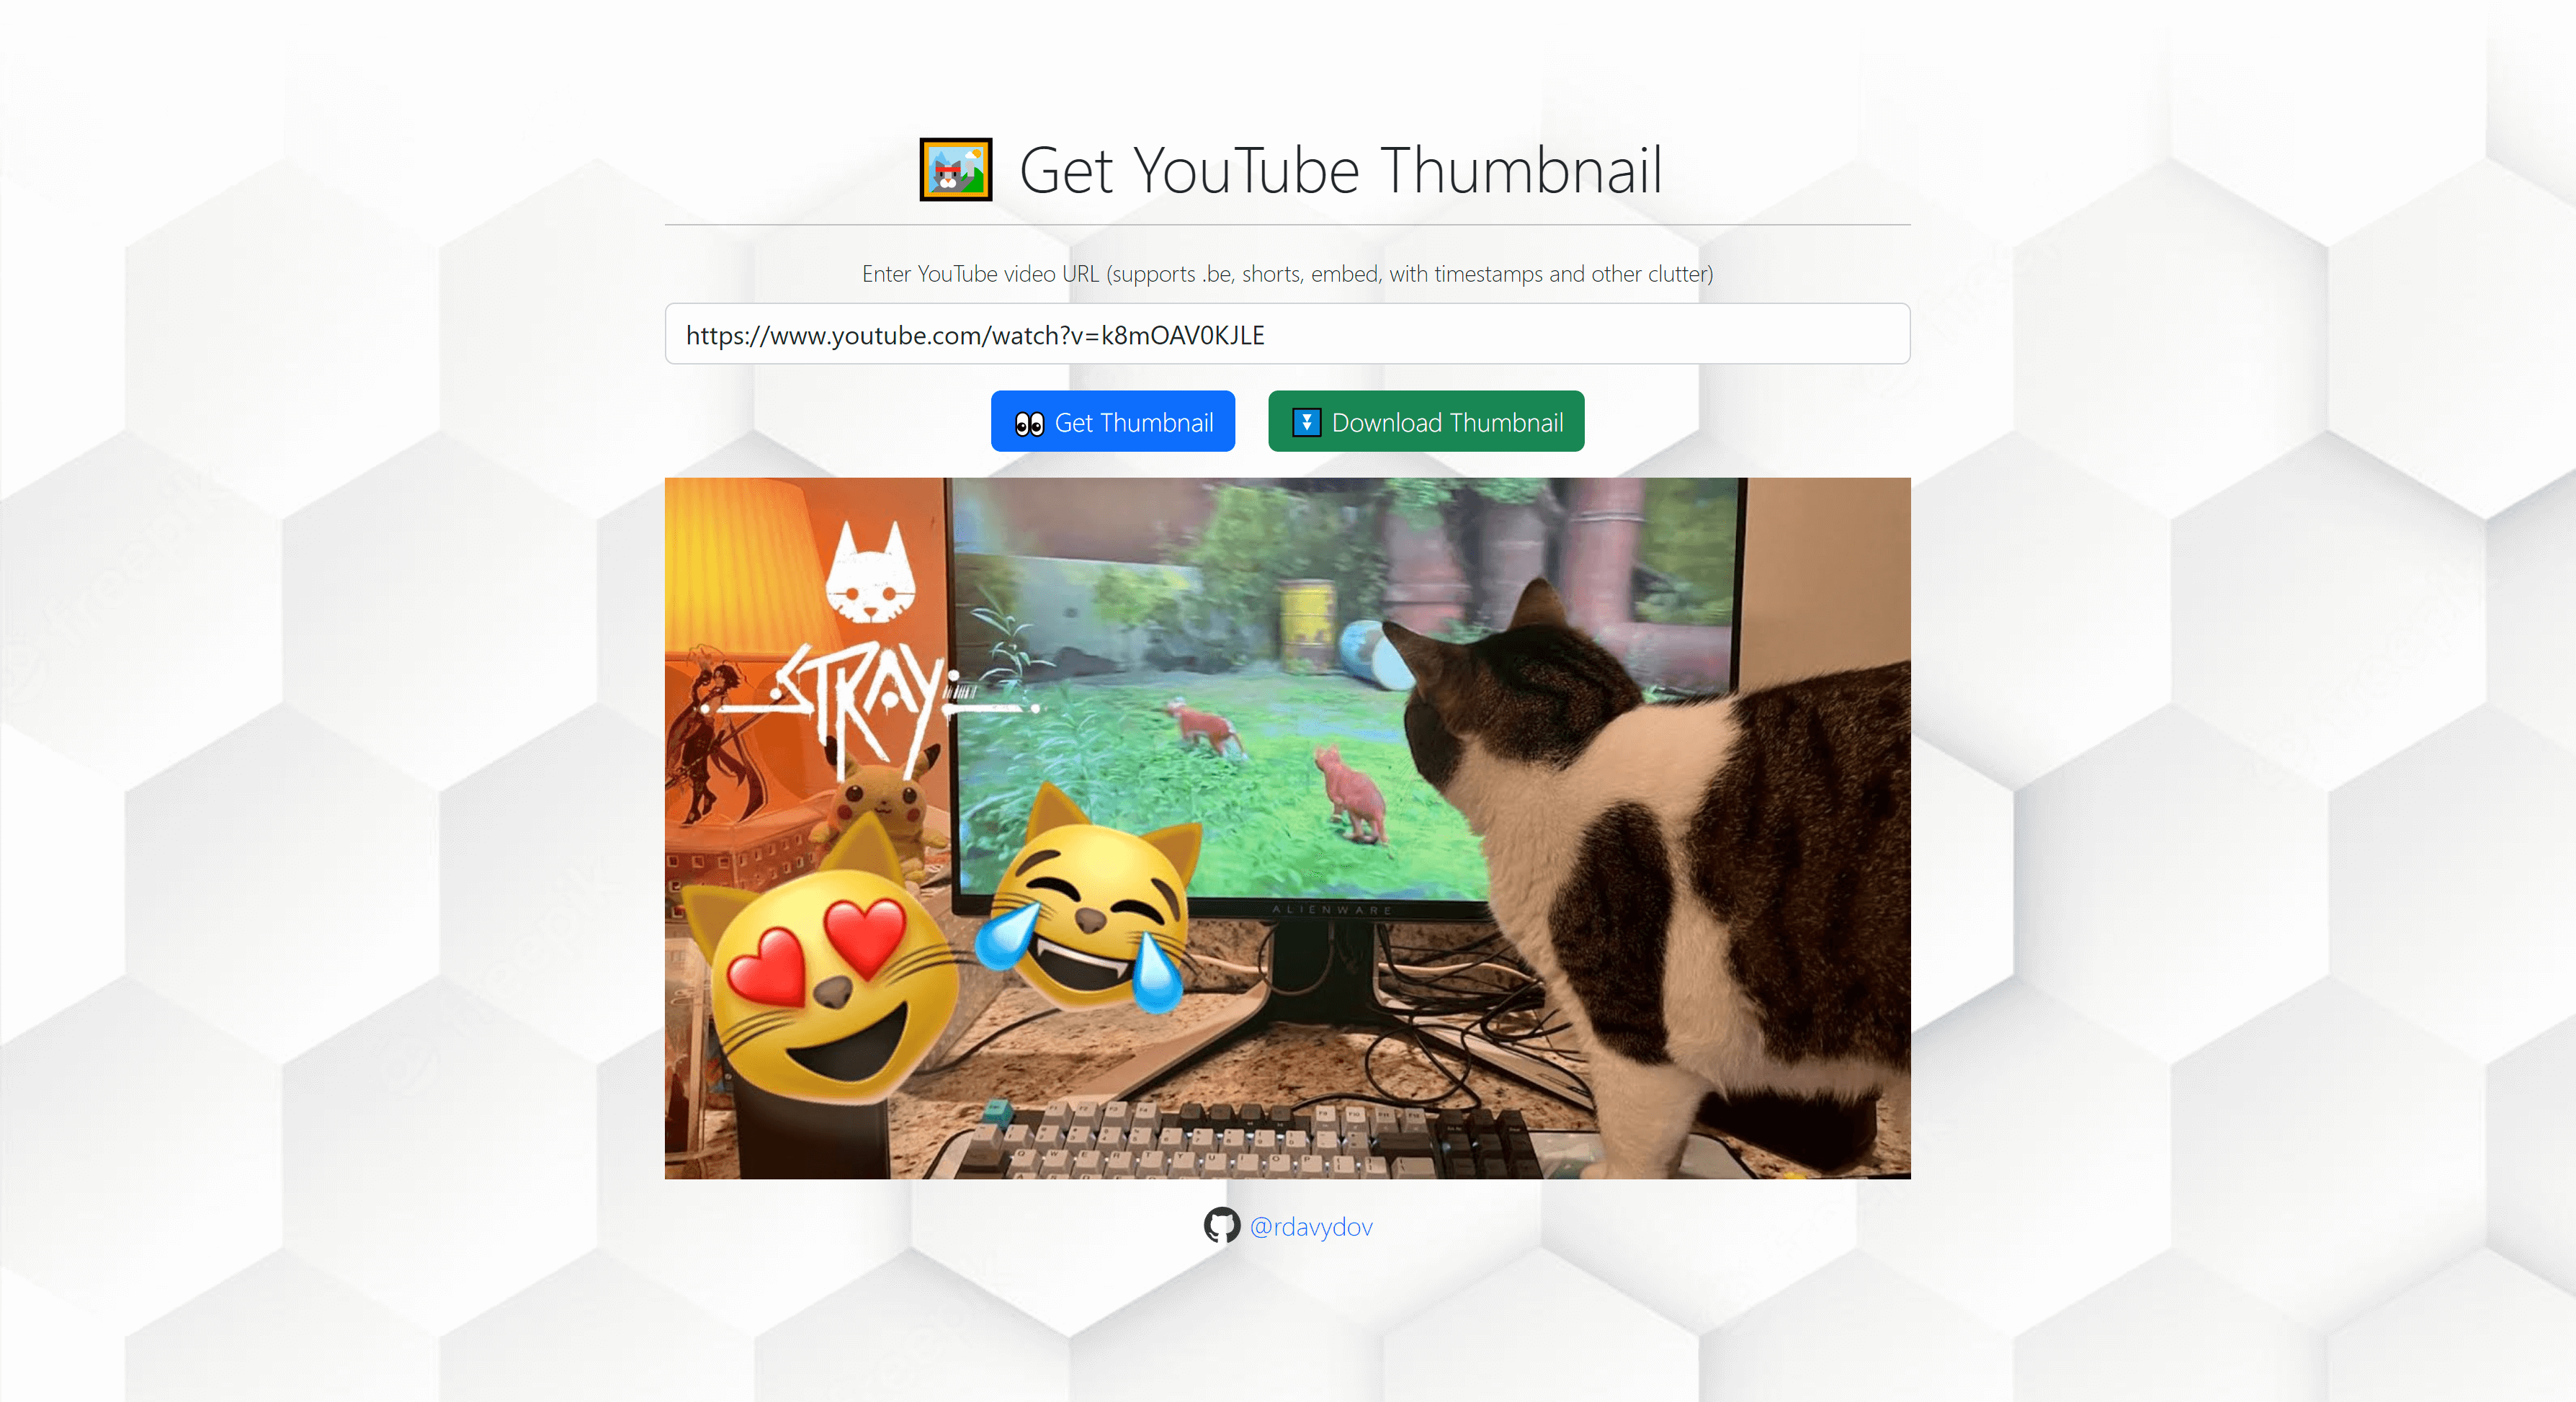 Get YouTube Thumbnail
Enter YouTube video URL (supports .be, shorts, embed, with timestamps and other clutter)
https://www.youtube.com/watch?v=k8mOAV0KJLE
Get Thumbnail
Download Thumbnail
STRAY
ALIENWARE
@rdavydov